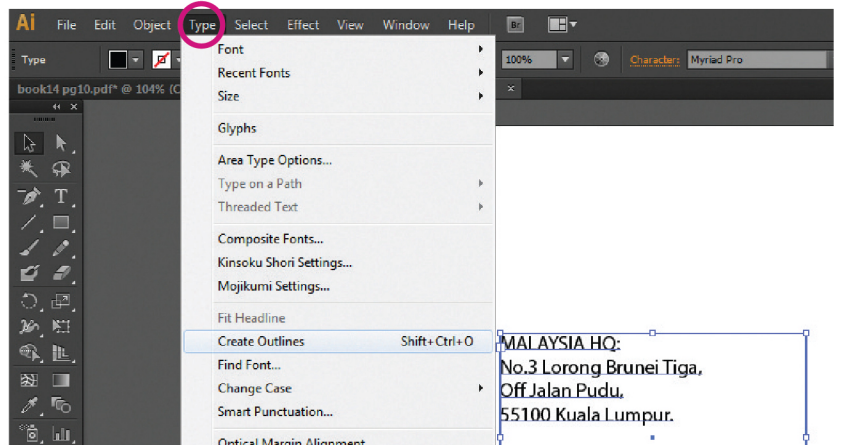 Ai File Edit Object Type Select Effect View Window Help Br
Type 100% Character: Myriad Pro
book14 pg10.pdf* @ 104% (C ×
Font
Recent Fonts
Size
Glyphs
Area Type Options...
Type on a Path
Threaded Text
Composite Fonts...
Kinsoku Shori Settings...
Mojikumi Settings...
Fit Headline
Create Outlines Shift+Ctrl+O
Find Font...
Change Case
Smart Punctuation...
Optical Margin Alignment
MALAYSIA HQ:
No.3 Lorong Brunei Tiga,
Off Jalan Pudu,
55100 Kuala Lumpur.